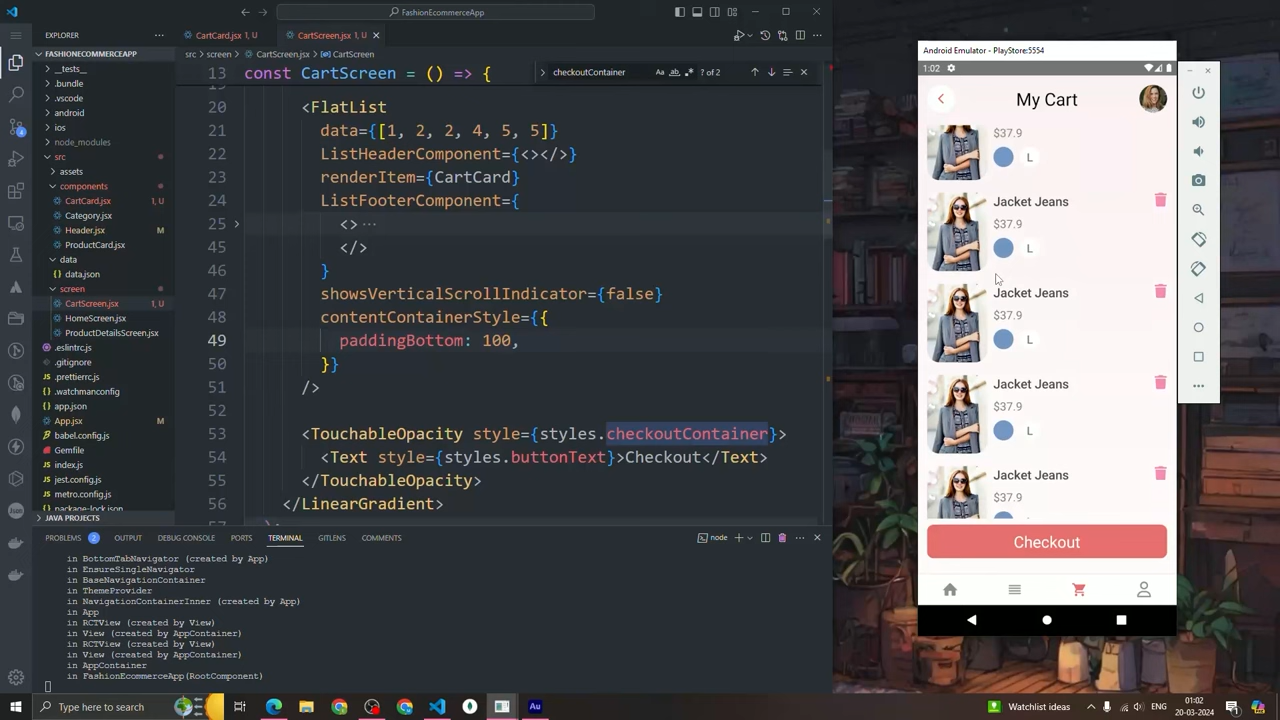 FashionEcommerceApp
EXPLORER
FASHIONECOMMERCEAPP
__tests__
.bundle
.vscode
android
ios
node_modules
src
assets
components
CartCard.jsx 1, U
Category.jsx
Header.jsx M
ProductCard.jsx
data
data.json
screen
CartScreen.jsx 1, U
HomeScreen.jsx
ProductDetailsScreen.jsx
.eslintrc.js
.gitignore
.prettierrc.js
.watchmanconfig
app.json
App.jsx M
babel.config.js
Gemfile
index.js
jest.config.js
metro.config.js
package-lock.json
JAVA PROJECTS
CartCard.jsx 1, U
CartScreen.jsx 1, U
src > screen > CartScreen.jsx > CartScreen
checkoutContainer
Aa ab
? of 2
13 const CartScreen = () => {
20 <FlatList
21 data={[1, 2, 2, 4, 5, 5]}
22 ListHeaderComponent={<></>}
23 renderItem={CartCard}
24 ListFooterComponent={
25 <> ...
45 </>
46 }
47 showsVerticalScrollIndicator={false}
48 contentContainerStyle={{
49 paddingBottom: 100,
50 }}
51 />
52
53 <TouchableOpacity style={styles.checkoutContainer}>
54 <Text style={styles.buttonText}>Checkout</Text>
55 </TouchableOpacity>
56 </LinearGradient>
57
PROBLEMS 2 OUTPUT DEBUG CONSOLE PORTS TERMINAL GITLENS COMMENTS
node
in BottomTabNavigator (created by App)
in EnsureSingleNavigator
in BaseNavigationContainer
in ThemeProvider
in NavigationContainerInner (created by App)
in App
in RCTView (created by View)
in View (created by AppContainer)
in RCTView (created by View)
in View (created by AppContainer)
in AppContainer
in FashionEcommerceApp(RootComponent)
Android Emulator - PlayStore:5554
1:02
My Cart
$37.9
L
Jacket Jeans
$37.9
L
Jacket Jeans
$37.9
L
Jacket Jeans
$37.9
L
Jacket Jeans
$37.9
Checkout
Type here to search
Au
Watchlist ideas
ENG
01:02
20-03-2024